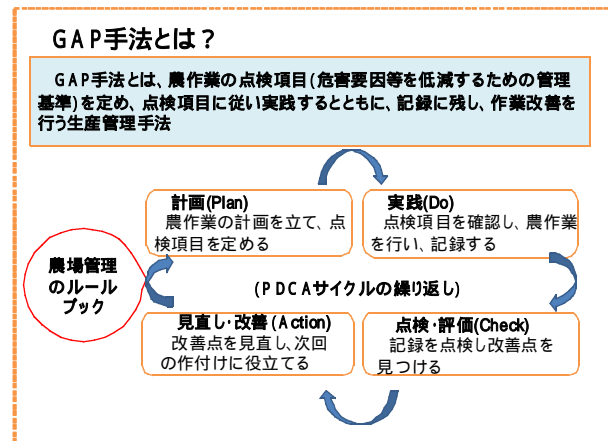 GAP手法とは？
GAP手法とは、農作業の点検項目(危害要因等を低減するための管理
基準)を定め、点検項目に従い実践するとともに、記録に残し、作業改善を
行う生産管理手法
計画(Plan)
農作業の計画を立て、点
検項目を定める
実践(Do)
点検項目を確認し、農作業
を行い、記録する
農場管理
のルール
ブック
(PDCAサイクルの繰り返し)
見直し・改善(Action)
改善点を見直し、次回
の作付けに役立てる
点検・評価(Check)
記録を点検し改善点を
見つける